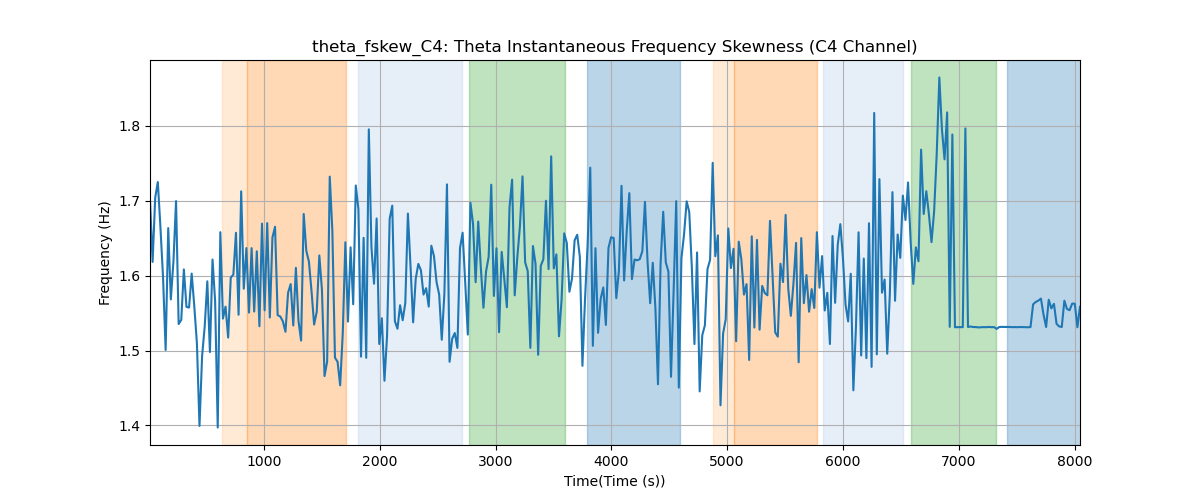 theta_fskew_C4: Theta Instantaneous Frequency Skewness (C4 Channel)
Frequency (Hz)
1.8
1.7
1.6
1.5
1.4
1000 2000 3000 4000 5000 6000 7000 8000
Time(Time (s))